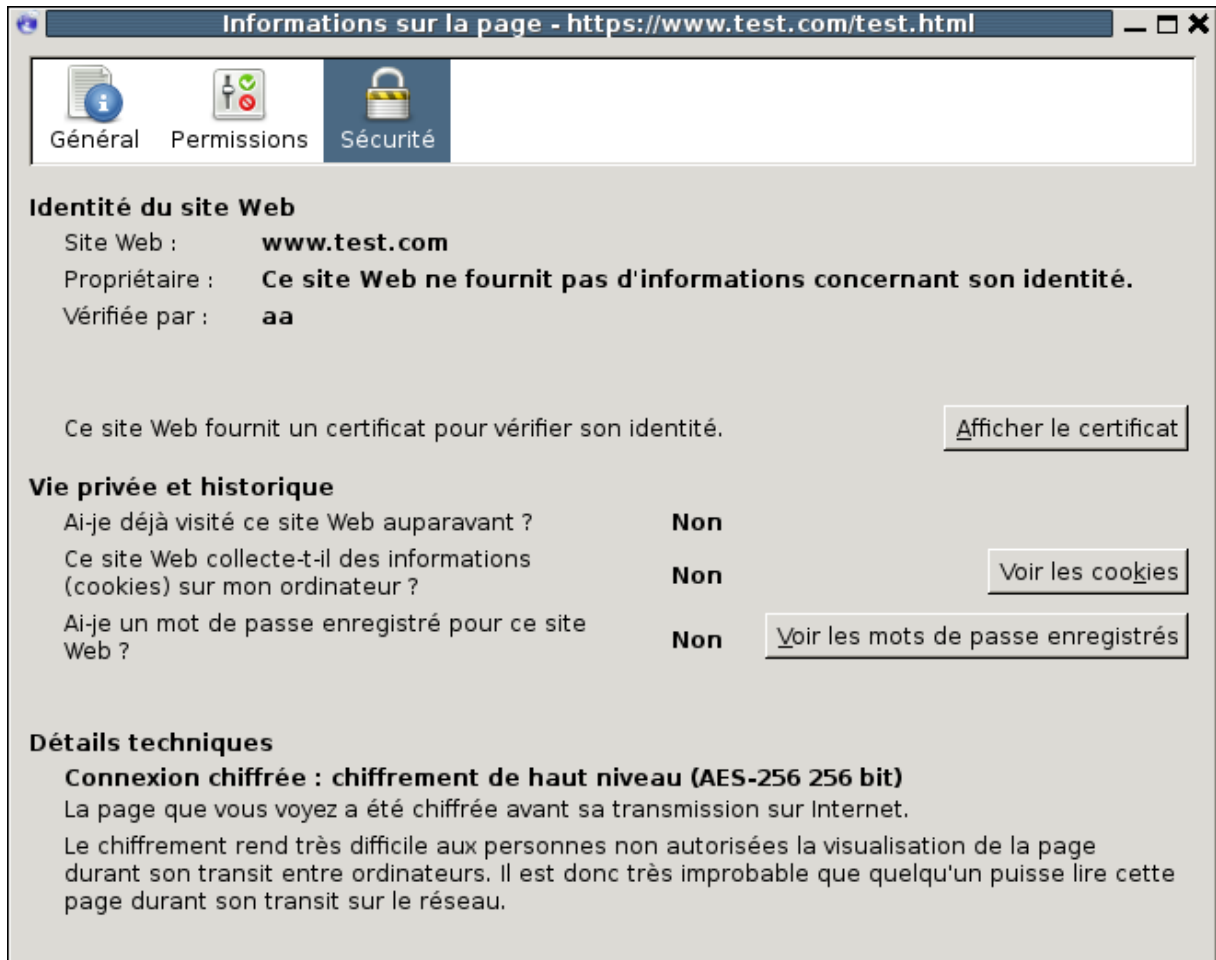 Informations sur la page - https://www.test.com/test.html
Général Permissions Sécurité
Identité du site Web
Site Web : www.test.com
Propriétaire : Ce site Web ne fournit pas d'informations concernant son identité.
Vérifiée par : aa
Ce site Web fournit un certificat pour vérifier son identité. Afficher le certificat
Vie privée et historique
Ai-je déjà visité ce site Web auparavant ? Non
Ce site Web collecte-t-il des informations
(cookies) sur mon ordinateur ? Non Voir les cookies
Ai-je un mot de passe enregistré pour ce site
Web ? Non Voir les mots de passe enregistrés
Détails techniques
Connexion chiffrée : chiffrement de haut niveau (AES-256 256 bit)
La page que vous voyez a été chiffrée avant sa transmission sur Internet.
Le chiffrement rend très difficile aux personnes non autorisées la visualisation de la page
durant son transit entre ordinateurs. Il est donc très improbable que quelqu'un puisse lire cette
page durant son transit sur le réseau.